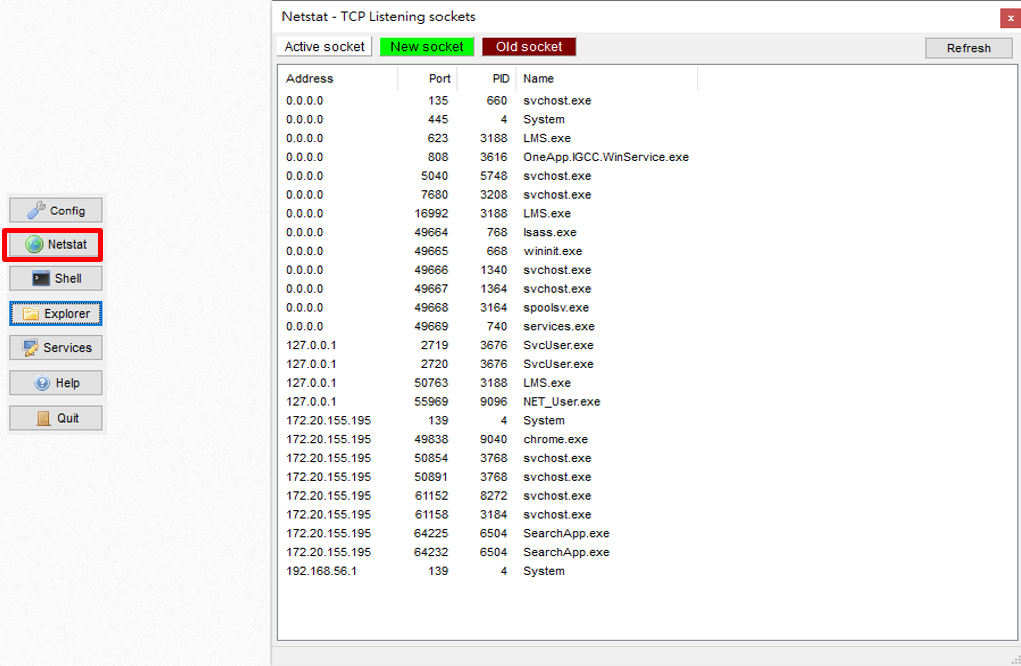 Netstat - TCP Listening sockets
x
Active socket New socket Old socket Refresh
Address Port PID Name
0.0.0.0 135 660 svchost.exe
0.0.0.0 445 4 System
0.0.0.0 623 3188 LMS.exe
0.0.0.0 808 3616 OneApp.IGCC.WinService.exe
0.0.0.0 5040 5748 svchost.exe
0.0.0.0 7680 3208 svchost.exe
0.0.0.0 16992 3188 LMS.exe
0.0.0.0 49664 768 lsass.exe
0.0.0.0 49665 668 wininit.exe
0.0.0.0 49666 1340 svchost.exe
0.0.0.0 49667 1364 svchost.exe
0.0.0.0 49668 3164 spoolsv.exe
0.0.0.0 49669 740 services.exe
127.0.0.1 2719 3676 SvcUser.exe
127.0.0.1 2720 3676 SvcUser.exe
127.0.0.1 50763 3188 LMS.exe
127.0.0.1 55969 9096 NET_User.exe
172.20.155.195 139 4 System
172.20.155.195 49838 9040 chrome.exe
172.20.155.195 50854 3768 svchost.exe
172.20.155.195 50891 3768 svchost.exe
172.20.155.195 61152 8272 svchost.exe
172.20.155.195 61158 3184 svchost.exe
172.20.155.195 64225 6504 SearchApp.exe
172.20.155.195 64232 6504 SearchApp.exe
192.168.56.1 139 4 System
Config
Netstat
Shell
Explorer
Services
Help
Quit